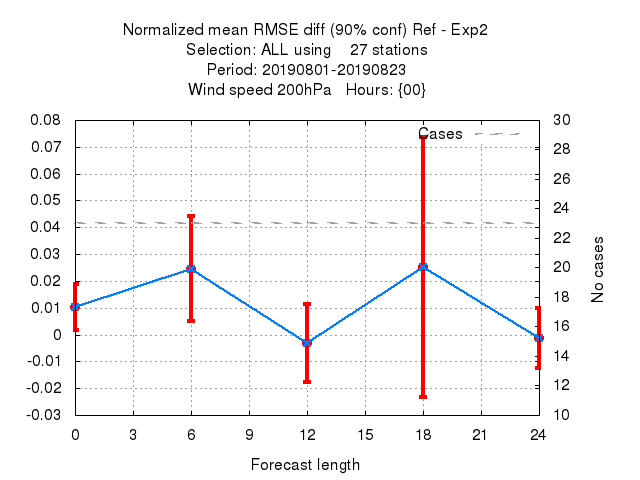 Normalized mean RMSE diff (90% conf) Ref - Exp2
Selection: ALL using    27 stations
Period: 20190801-20190823
Wind speed 200hPa   Hours: {00}
Cases
0.08
0.07
0.06
0.05
0.04
0.03
0.02
0.01
0
-0.01
-0.02
-0.03
30
28
26
24
22
20
18
16
14
12
10
No cases
0 3 6 9 12 15 18 21 24
Forecast length